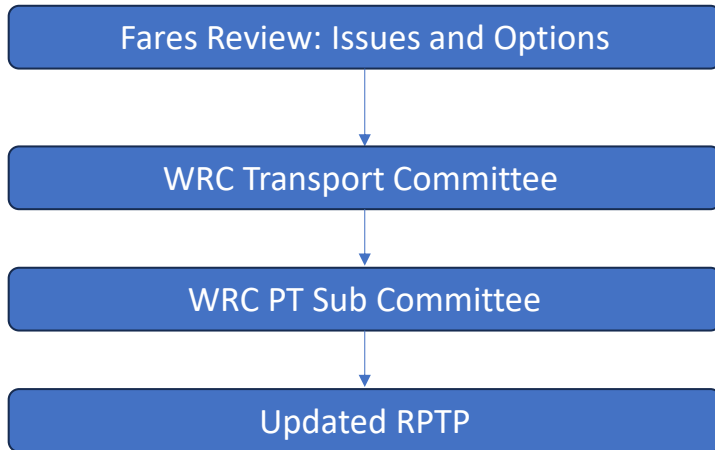 Fares Review: Issues and Options
WRC Transport Committee
WRC PT Sub Committee
Updated RPTP